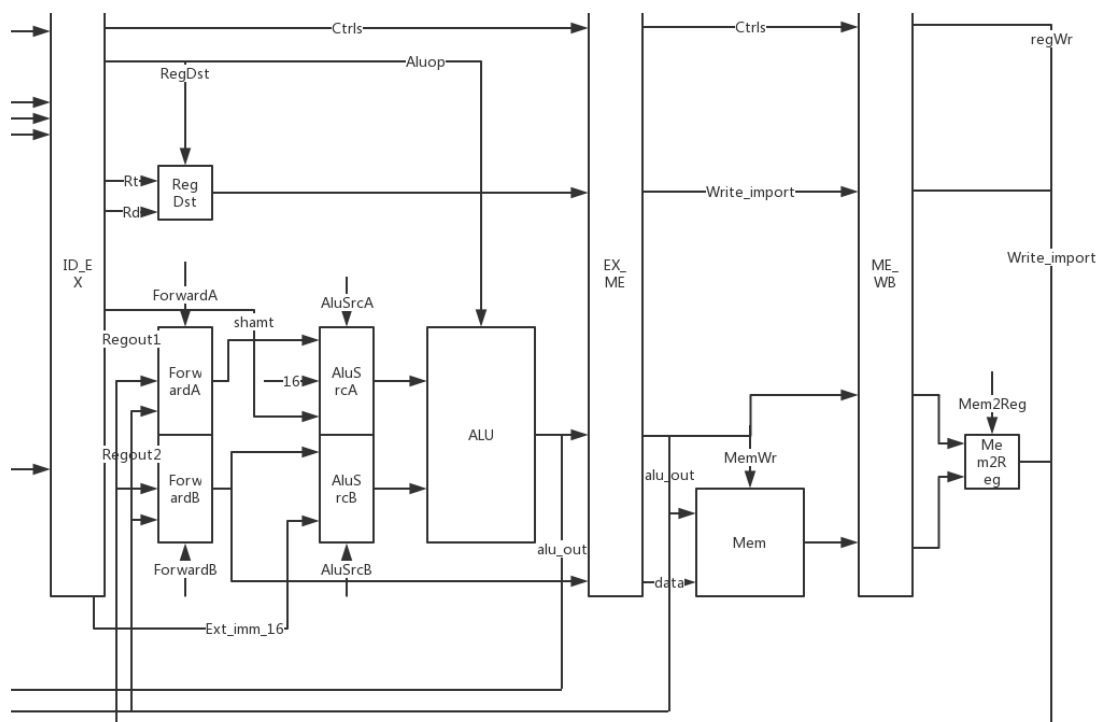 Ctrls
Ctrls
regWr
RegDst
Aluop
Rt
Reg
Dst
Rd
Write_import
Write_import
ID_E
X
EX_
ME
ME_
WB
ForwardA
AluSrcA
shamt
Regout1
Forw
ardA
16
AluS
rcA
ALU
Mem2Reg
Me
m2R
eg
Regout2
Forw
ardB
AluS
rcB
MemWr
alu_out
Mem
alu_out
ForwardB
AluSrcB
data
Ext_imm_16